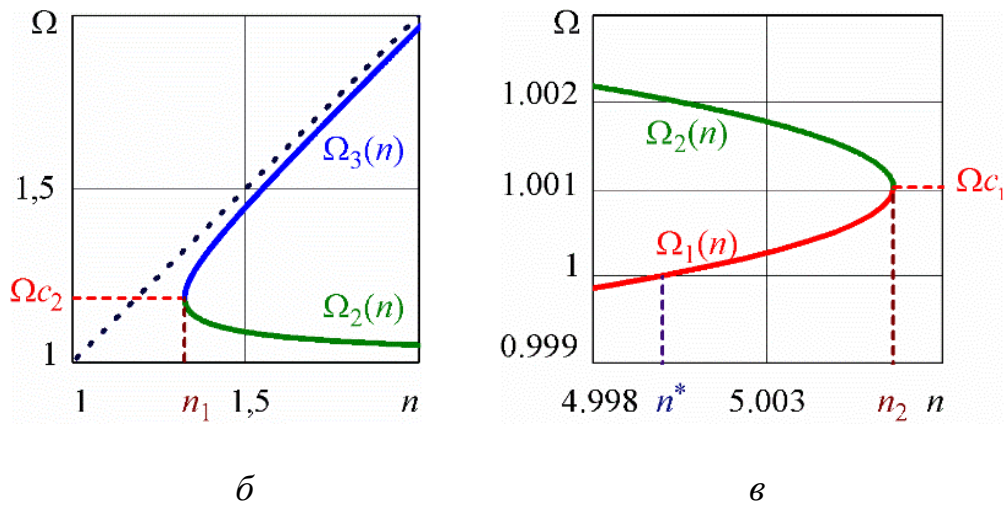 Ω
Ω₃(n)
1,5
Ωc₂
Ω₂(n)
1
1 n₁ 1,5 n
б
Ω
1.002
Ω₂(n)
1.001
Ωc₁
Ω₁(n)
1
0.999
4.998 n* 5.003 n₂ n
в